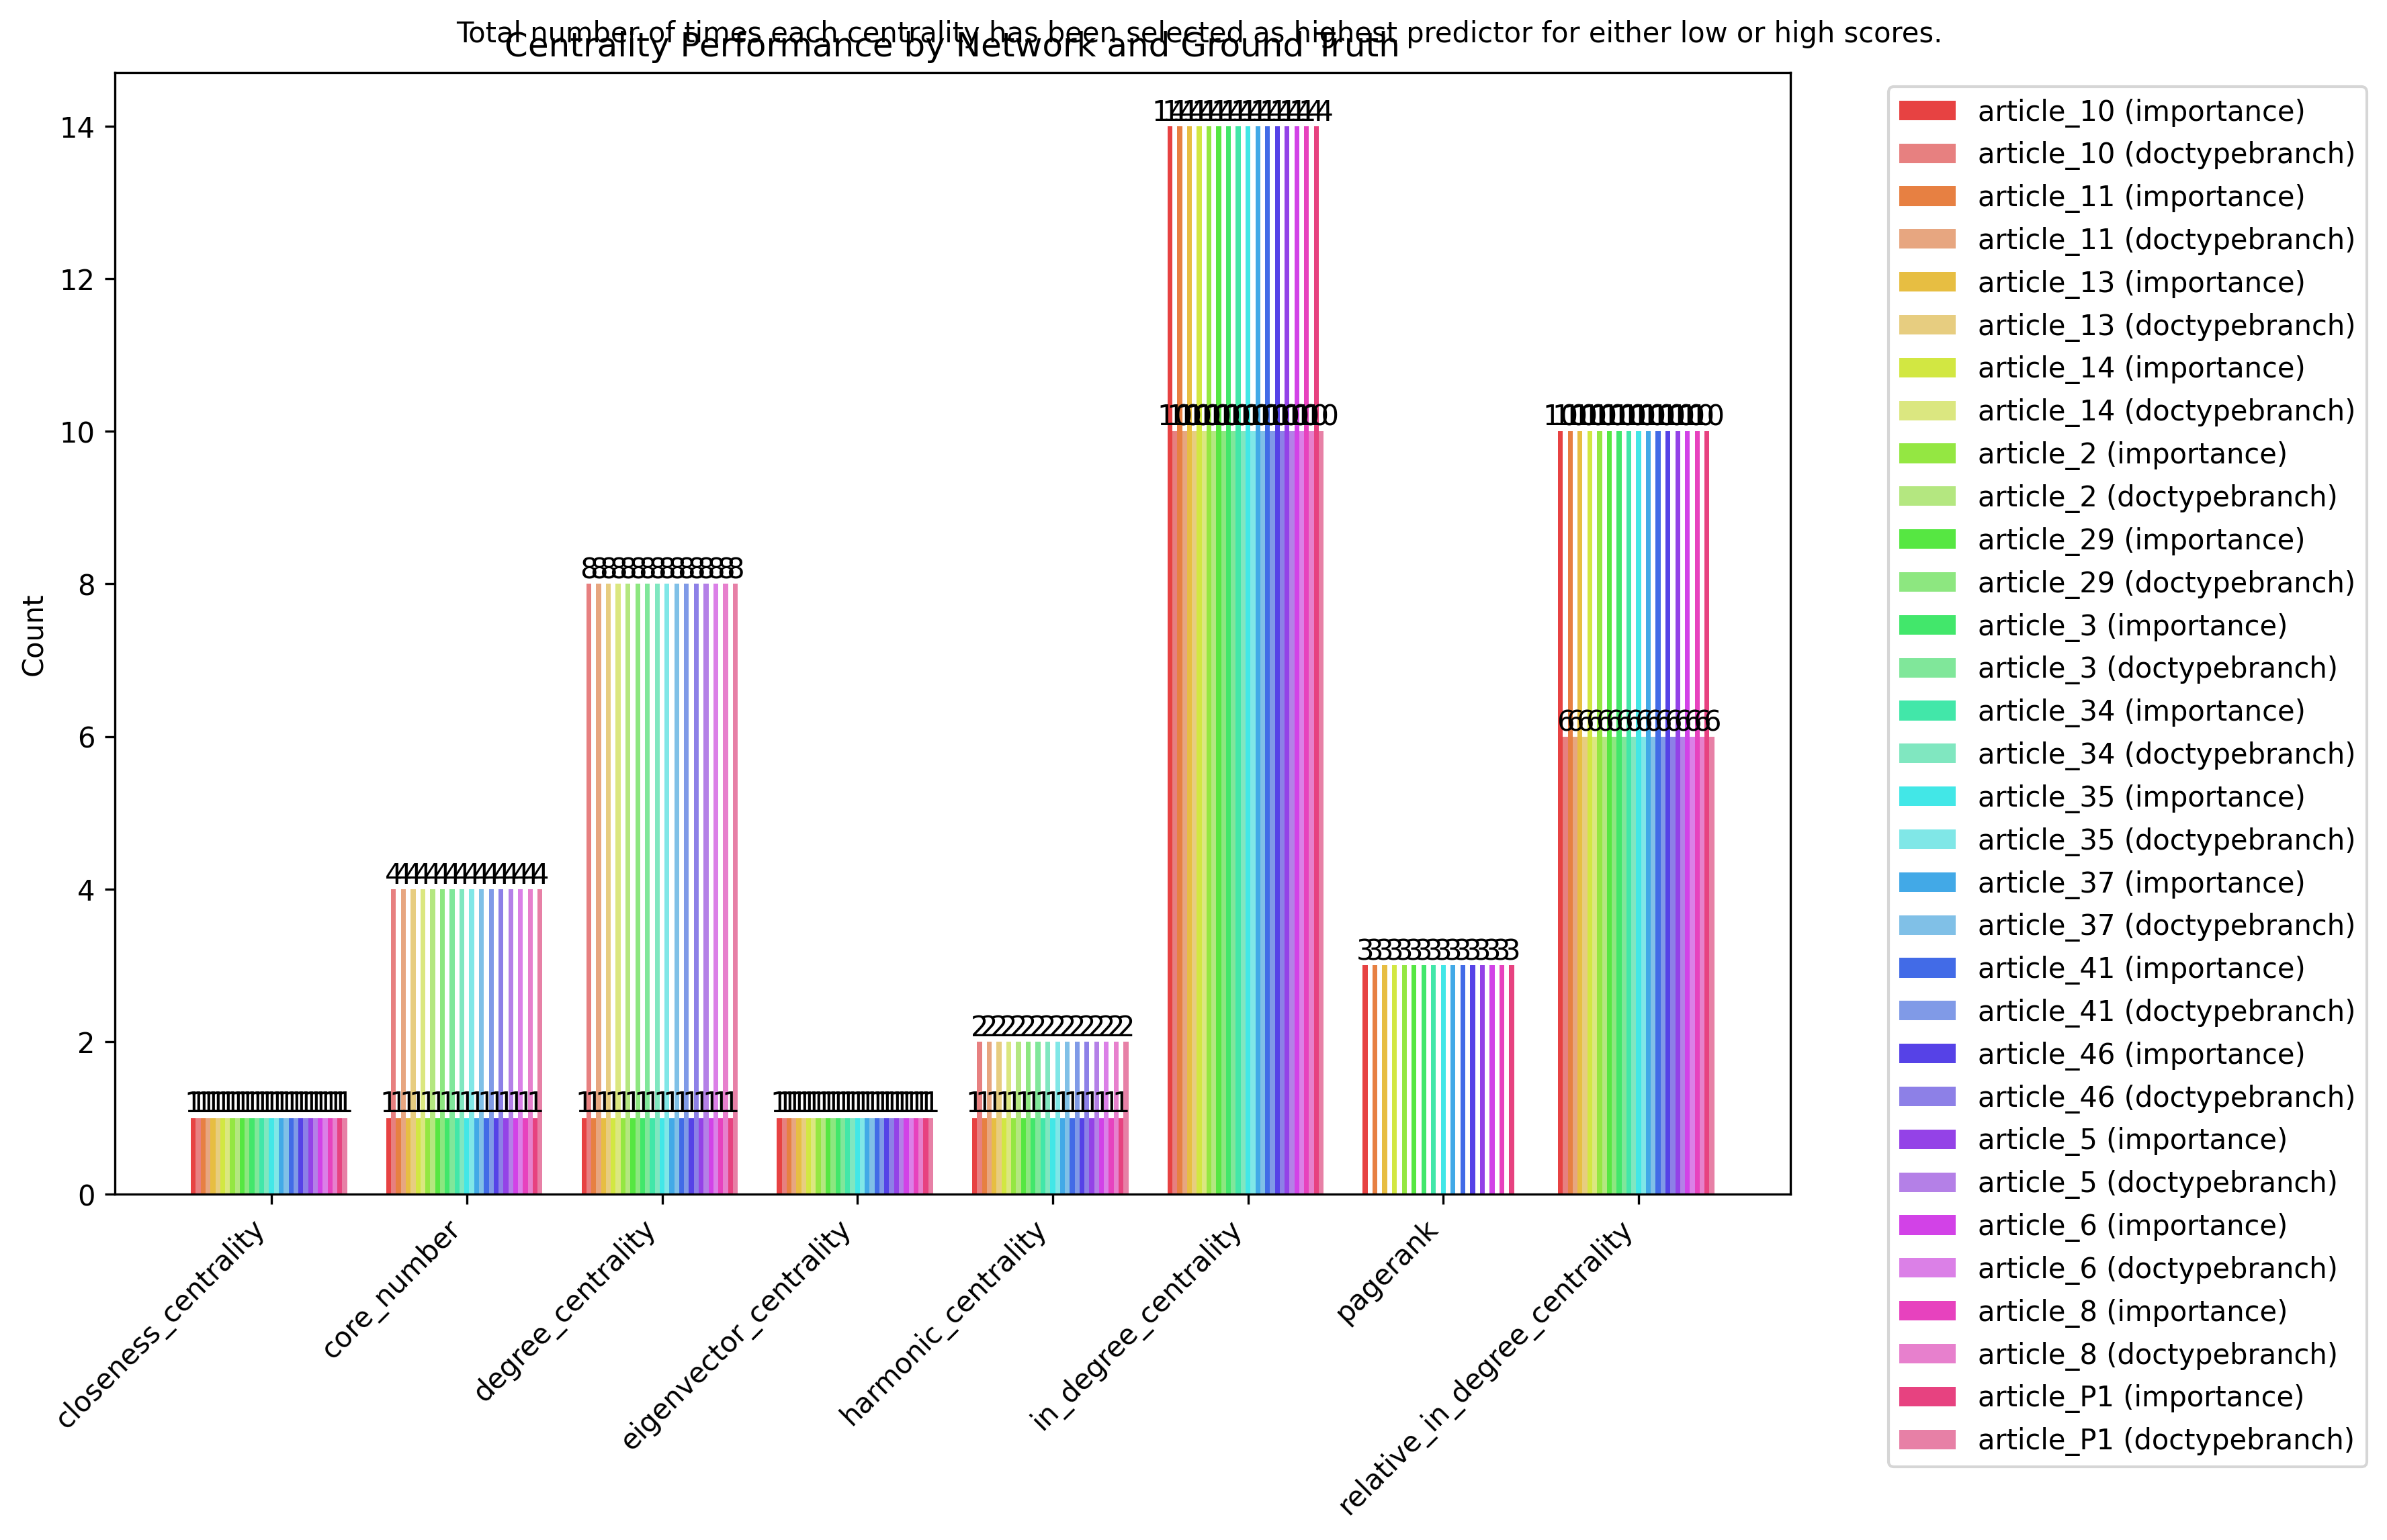 Total number of times each centrality has been selected as highest predictor for either low or high scores.
Centrality Performance by Network and Ground Truth
Count
14
12
10
8
6
4
2
0
closeness_centrality
core_number
degree_centrality
eigenvector_centrality
harmonic_centrality
in_degree_centrality
pagerank
relative_in_degree_centrality
article_10 (importance)
article_10 (doctypebranch)
article_11 (importance)
article_11 (doctypebranch)
article_13 (importance)
article_13 (doctypebranch)
article_14 (importance)
article_14 (doctypebranch)
article_2 (importance)
article_2 (doctypebranch)
article_29 (importance)
article_29 (doctypebranch)
article_3 (importance)
article_3 (doctypebranch)
article_34 (importance)
article_34 (doctypebranch)
article_35 (importance)
article_35 (doctypebranch)
article_37 (importance)
article_37 (doctypebranch)
article_41 (importance)
article_41 (doctypebranch)
article_46 (importance)
article_46 (doctypebranch)
article_5 (importance)
article_5 (doctypebranch)
article_6 (importance)
article_6 (doctypebranch)
article_8 (importance)
article_8 (doctypebranch)
article_P1 (importance)
article_P1 (doctypebranch)